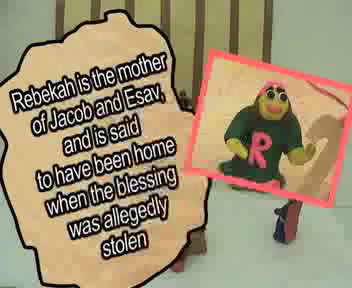 Rebekah is the mother
of Jacob and Esav,
and is said
to have been home
when the blessing
was allegedly
stolen
R